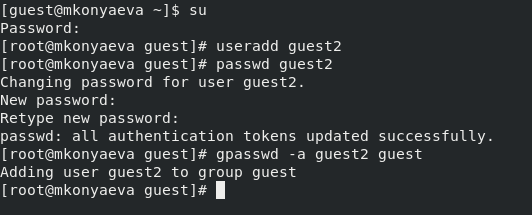 [guest@mkonyaeva ~]$ su
Password:
[root@mkonyaeva guest]# useradd guest2
[root@mkonyaeva guest]# passwd guest2
Changing password for user guest2.
New password:
Retype new password:
passwd: all authentication tokens updated successfully.
[root@mkonyaeva guest]# gpasswd -a guest2 guest
Adding user guest2 to group guest
[root@mkonyaeva guest]#